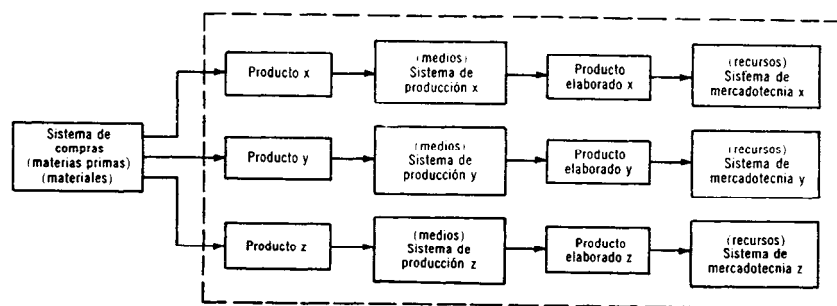 Producto x
(medios)
Sistema de
producción x
Producto
elaborado x
(recursos)
Sistema de
mercadotecnia x
Sistema de
compras
(materias primas)
(materiales)
Producto y
(medios)
Sistema de
producción y
Producto
elaborado y
(recursos)
Sistema de
mercadotecnia y
Producto z
(medios)
Sistema de
producción z
Producto
elaborado z
(recursos)
Sistema de
mercadotecnia z